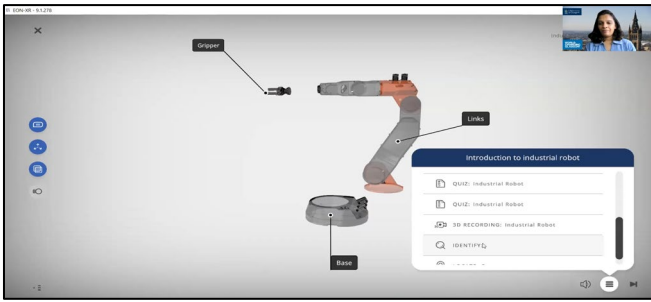 EON-XR - 9.1.278
Gripper
Links
Introduction to industrial robot
QUIZ: Industrial Robot
QUIZ: Industrial Robot
3D RECORDING: Industrial Robot
IDENTIFY
Base